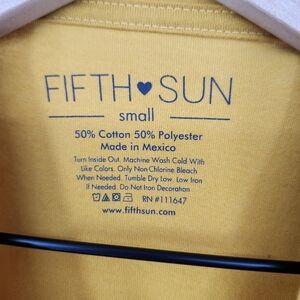 FIFTH♥SUN
small
50% Cotton 50% Polyester
Made in Mexico
Turn Inside Out. Machine Wash Cold With
Like Colors. Only Non-Chlorine Bleach
When Needed. Tumble Dry Low. Low Iron
If Needed. Do Not Iron Decoration
RN #111647
www.fifthsun.com